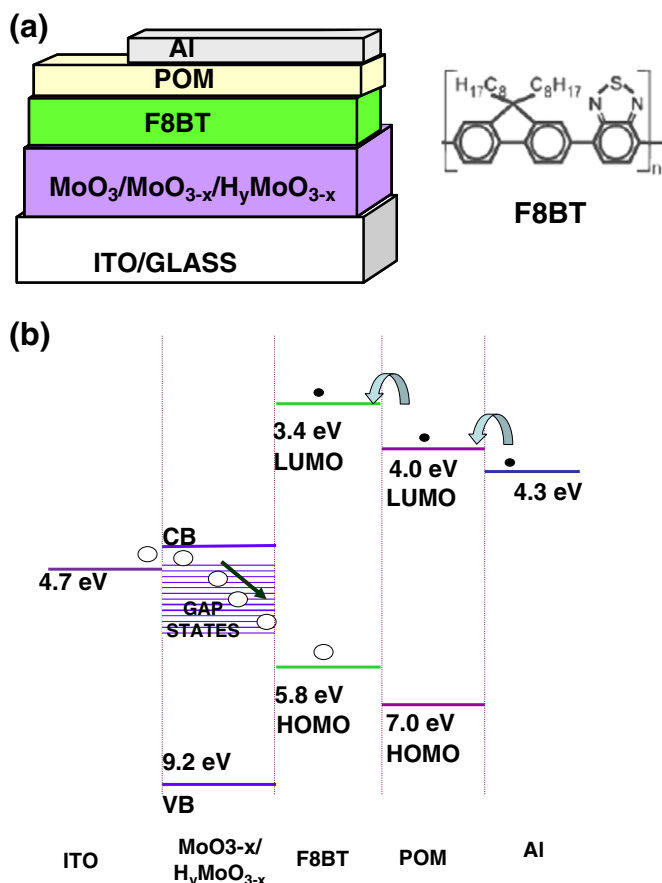 (a)
Al
POM
F8BT
MoO₃/MoO₃₋ₓ/HᵧMoO₃₋ₓ
ITO/GLASS
H₁₇C₈ C₈H₁₇
S
N N
n
F8BT
(b)
3.4 eV
LUMO
4.0 eV
LUMO
4.3 eV
CB
4.7 eV
GAP
STATES
5.8 eV
HOMO
7.0 eV
HOMO
9.2 eV
VB
ITO
MoO3-x/
HᵧMoO₃₋ₓ
F8BT
POM
Al